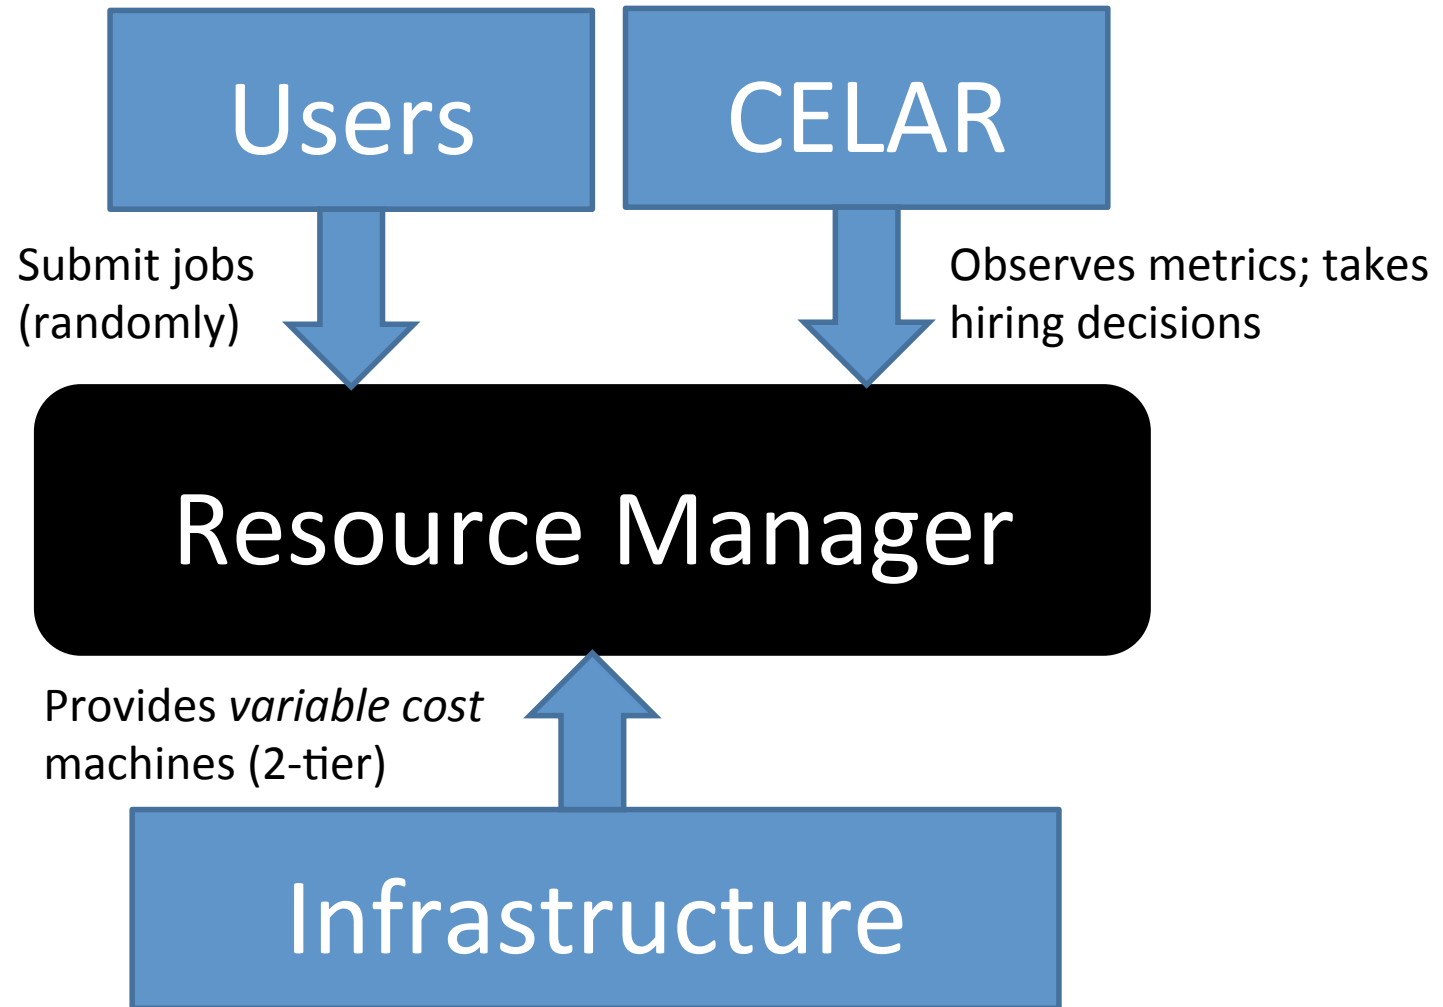 Users
CELAR
Submit jobs
(randomly)
Observes metrics; takes
hiring decisions
Resource Manager
Provides variable cost
machines (2-tier)
Infrastructure